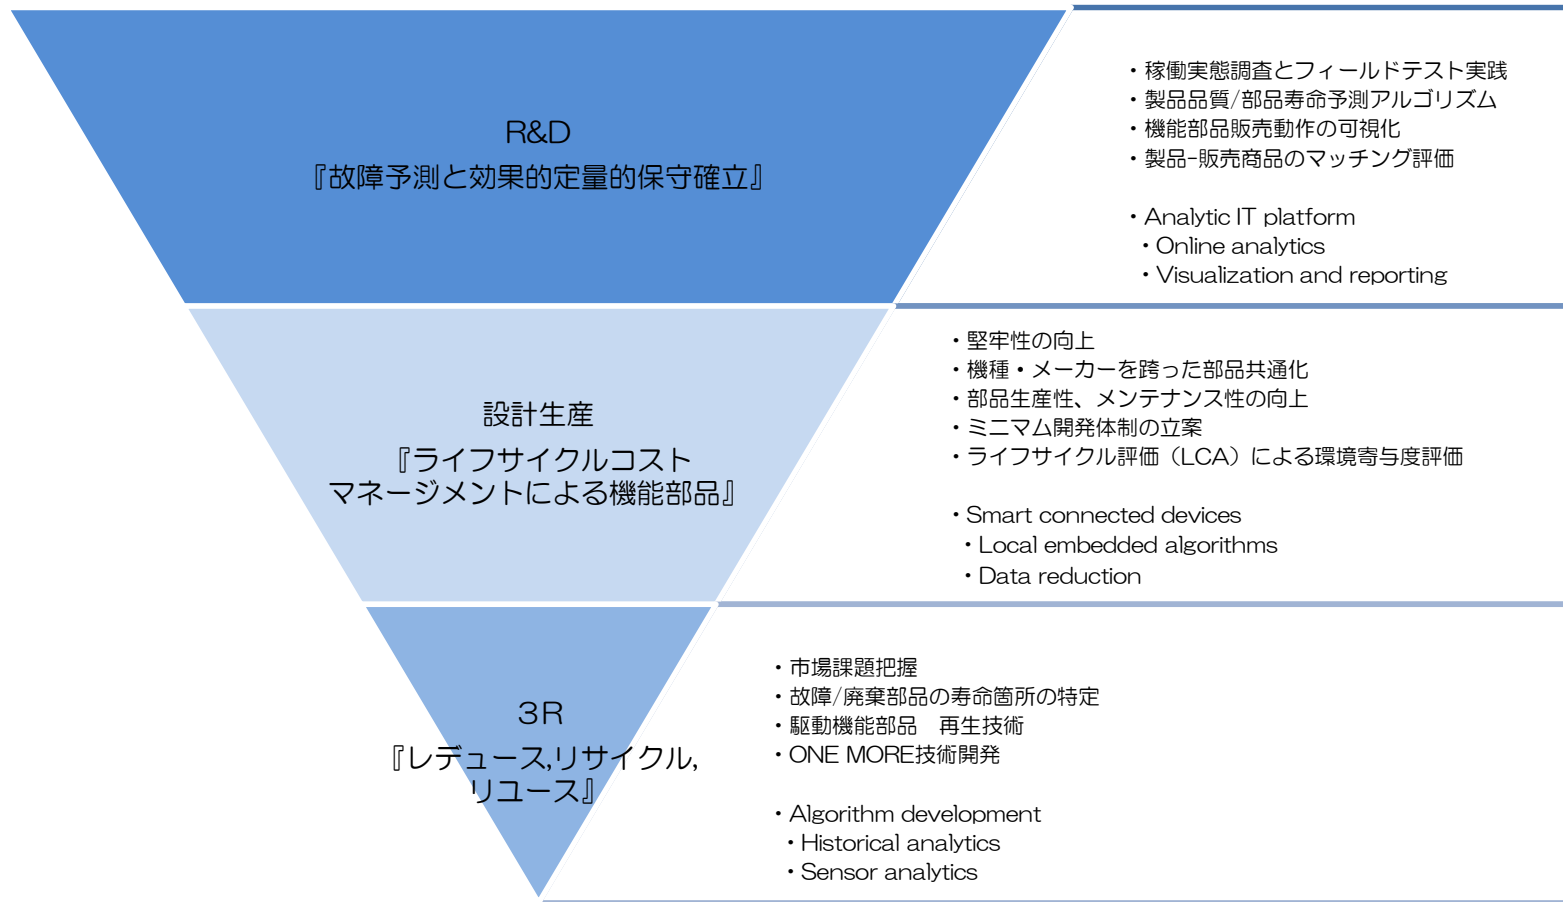 R&D
『故障予測と効果的定量的保守確立』
・稼働実態調査とフィールドテスト実践
・製品品質/部品寿命予測アルゴリズム
・機能部品販売動作の可視化
・製品-販売商品のマッチング評価
・Analytic IT platform
・Online analytics
・Visualization and reporting
設計生産
『ライフサイクルコスト
マネージメントによる機能部品』
・堅牢性の向上
・機種・メーカーを跨った部品共通化
・部品生産性、メンテナンス性の向上
・ミニマム開発体制の立案
・ライフサイクル評価（LCA）による環境寄与度評価
・Smart connected devices
・Local embedded algorithms
・Data reduction
３R
『レデュース,リサイクル,
リユース』
・市場課題把握
・故障/廃棄部品の寿命箇所の特定
・駆動機能部品　再生技術
・ONE MORE技術開発
・Algorithm development
・Historical analytics
・Sensor analytics